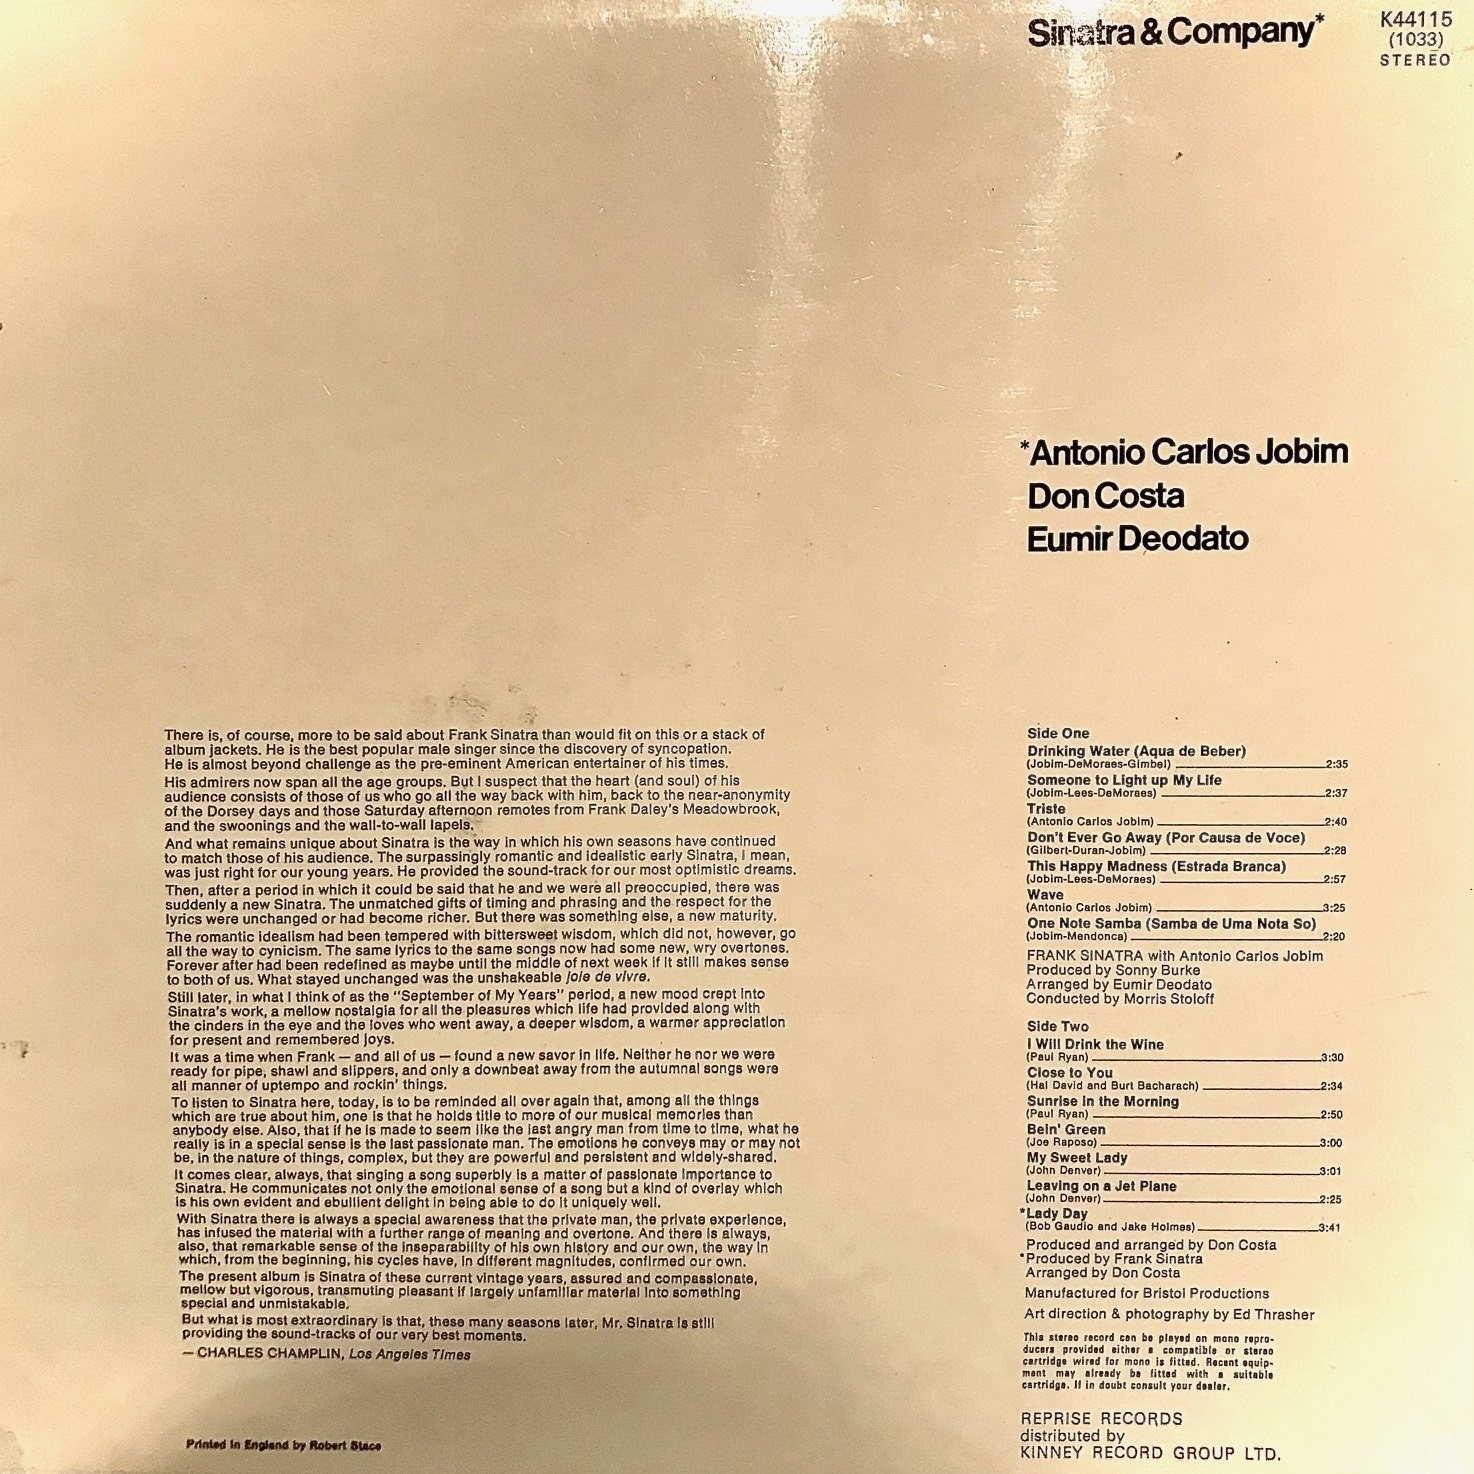 Sinatra & Company*
K44115
(1033)
STEREO
*Antonio Carlos Jobim
Don Costa
Eumir Deodato
There is, of course, more to be said about Frank Sinatra than would fit on this or a stack of
album jackets. He is the best popular male singer since the discovery of syncopation.
He is almost beyond challenge as the pre-eminent American entertainer of his times.
His admirers now span all the age groups. But I suspect that the heart (and soul) of his
audience consists of those of us who go all the way back with him, back to the near-anonymity
of the Dorsey days and those Saturday afternoon remotes from Frank Daley's Meadowbrook,
and the swoonings and the wall-to-wall lapels.
And what remains unique about Sinatra is the way in which his own seasons have continued
to match those of his audience. The surpassingly romantic and idealistic early Sinatra, I mean,
was just right for our young years. He provided the sound-track for our most optimistic dreams.
Then, after a period in which it could be said that he and we were all preoccupied, there was
suddenly a new Sinatra. The unmatched gifts of timing and phrasing and the respect for the
lyrics were unchanged or had become richer. But there was something else, a new maturity.
The romantic idealism had been tempered with bittersweet wisdom, which did not, however, go
all the way to cynicism. The same lyrics to the same songs now had some new, wry overtones.
Forever after had been redefined as maybe until the middle of next week if it still makes sense
to both of us. What stayed unchanged was the unshakeable joie de vivre.
Still later, in what I think of as the "September of My Years" period, a new mood crept into
Sinatra's work, a mellow nostalgia for all the pleasures which life had provided along with
the cinders in the eye and the loves who went away, a deeper wisdom, a warmer appreciation
for present and remembered joys.
It was a time when Frank — and all of us — found a new savor in life. Neither he nor we were
ready for pipe, shawl and slippers, and only a downbeat away from the autumnal songs were
all manner of uptempo and rockin' things.
To listen to Sinatra here, today, is to be reminded all over again that, among all the things
which are true about him, one is that he holds title to more of our musical memories than
anybody else. Also, that if he is made to seem like the last angry man from time to time, what he
really is in a special sense is the last passionate man. The emotions he conveys may or may not
be, in the nature of things, complex, but they are powerful and persistent and widely-shared.
It comes clear, always, that singing a song superbly is a matter of passionate importance to
Sinatra. He communicates not only the emotional sense of a song but a kind of overlay which
is his own evident and ebullient delight in being able to do it uniquely well.
With Sinatra there is always a special awareness that the private man, the private experience,
has infused the material with a further range of meaning and overtone. And there is always,
also, that remarkable sense of the inseparability of his own history and our own, the way in
which, from the beginning, his cycles have, in different magnitudes, confirmed our own.
The present album is Sinatra of these current vintage years, assured and compassionate,
mellow but vigorous, transmuting pleasant if largely unfamiliar material into something
special and unmistakable.
But what is most extraordinary is that, these many seasons later, Mr. Sinatra is still
providing the sound-tracks of our very best moments.
— CHARLES CHAMPLIN, Los Angeles Times
Printed in England by Robert Stace
Side One
Drinking Water (Aqua de Beber)
(Jobim-DeMoraes-Gimbel) 2:35
Someone to Light up My Life
(Jobim-Lees-DeMoraes) 2:37
Triste
(Antonio Carlos Jobim) 2:40
Don't Ever Go Away (Por Causa de Voce)
(Gilbert-Duran-Jobim) 2:28
This Happy Madness (Estrada Branca)
(Jobim-Lees-DeMoraes) 2:57
Wave
(Antonio Carlos Jobim) 3:25
One Note Samba (Samba de Uma Nota So)
(Jobim-Mendonca) 2:20
FRANK SINATRA with Antonio Carlos Jobim
Produced by Sonny Burke
Arranged by Eumir Deodato
Conducted by Morris Stoloff
Side Two
I Will Drink the Wine
(Paul Ryan) 3:30
Close to You
(Hal David and Burt Bacharach) 2:34
Sunrise in the Morning
(Paul Ryan) 2:50
Bein' Green
(Joe Raposo) 3:00
My Sweet Lady
(John Denver) 3:01
Leaving on a Jet Plane
(John Denver) 2:25
*Lady Day
(Bob Gaudio and Jake Holmes) 3:41
Produced and arranged by Don Costa
*Produced by Frank Sinatra
Arranged by Don Costa
Manufactured for Bristol Productions
Art direction & photography by Ed Thrasher
This stereo record can be played on mono repro-
ducers provided either a compatible or stereo
cartridge wired for mono is fitted. Recent equip-
ment may already be fitted with a suitable
cartridge. If in doubt consult your dealer.
REPRISE RECORDS
distributed by
KINNEY RECORD GROUP LTD.